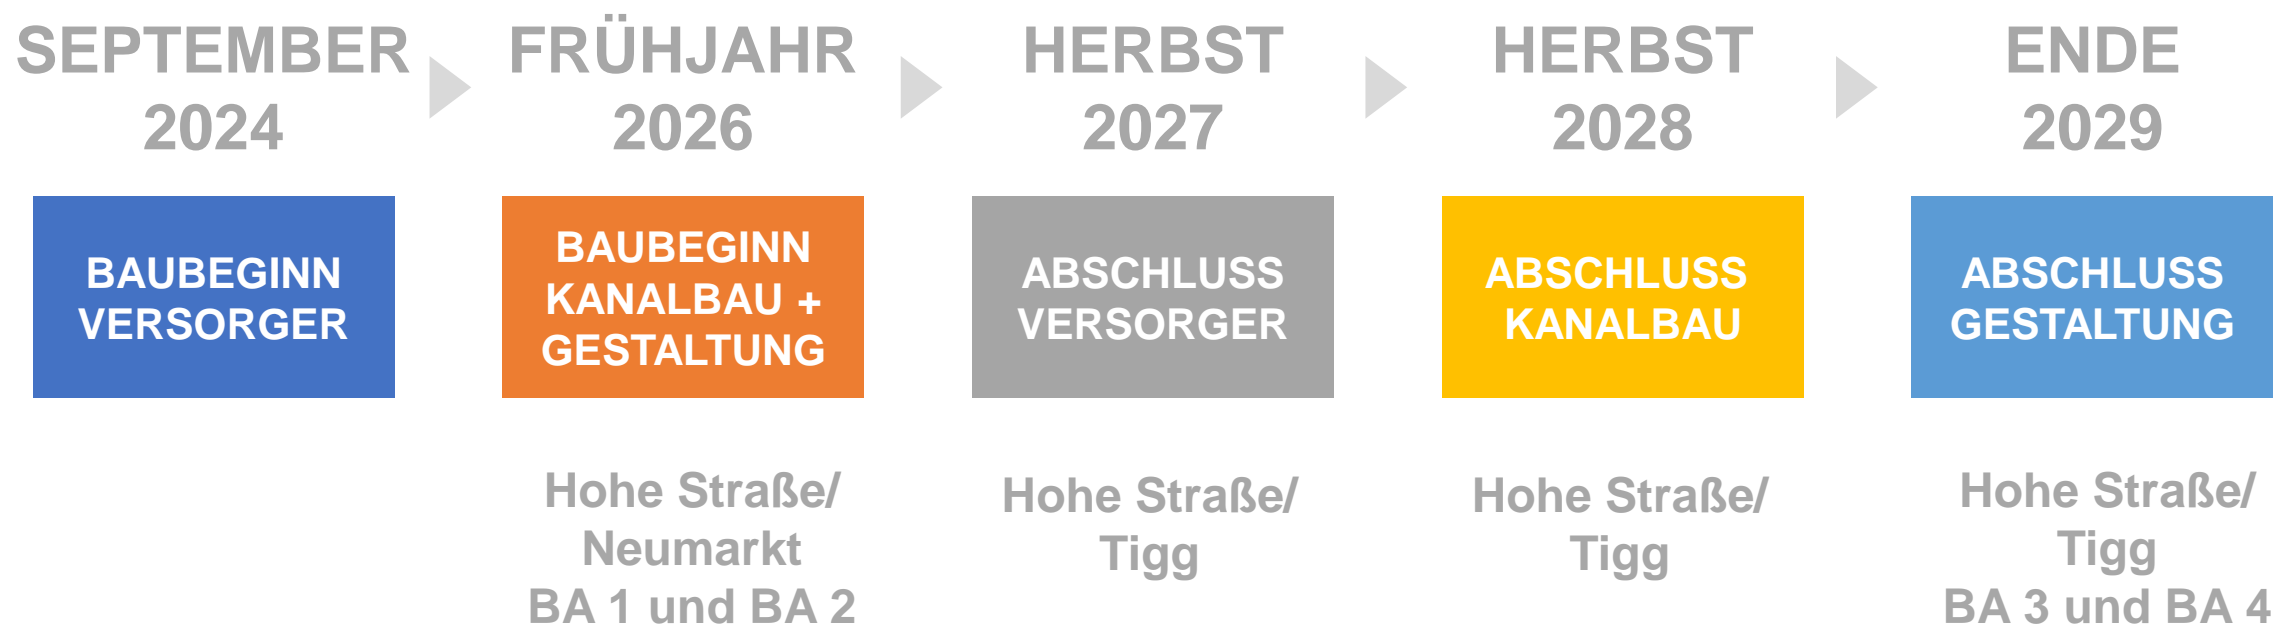 SEPTEMBER
2024
FRÜHJAHR
2026
HERBST
2027
HERBST
2028
ENDE
2029
BAUBEGINN
VERSORGER
BAUBEGINN
KANALBAU +
GESTALTUNG
ABSCHLUSS
VERSORGER
ABSCHLUSS
KANALBAU
ABSCHLUSS
GESTALTUNG
Hohe Straße/
Neumarkt
BA 1 und BA 2
Hohe Straße/
Tigg
Hohe Straße/
Tigg
Hohe Straße/
Tigg
BA 3 und BA 4